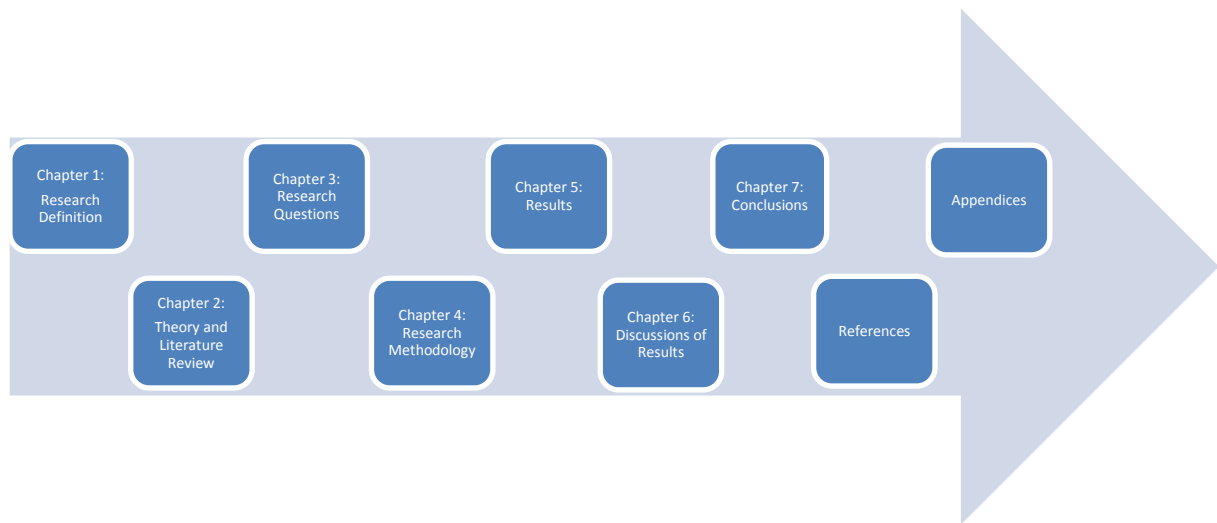 Chapter 1:
Research
Definition
Chapter 2:
Theory and
Literature
Review
Chapter 3:
Research
Questions
Chapter 4:
Research
Methodology
Chapter 5:
Results
Chapter 6:
Discussions of
Results
Chapter 7:
Conclusions
References
Appendices